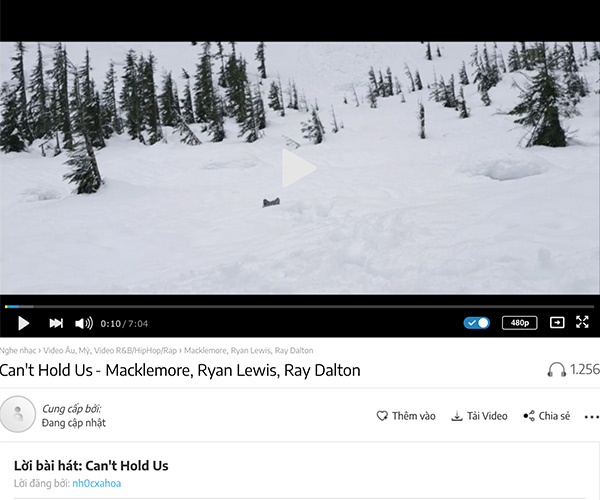 0:10 / 7:04
480p
Nghe nhạc › Video Âu, Mỹ, Video R&B/HipHop/Rap › Macklemore, Ryan Lewis, Ray Dalton
Can't Hold Us - Macklemore, Ryan Lewis, Ray Dalton
1.256
Cung cấp bởi:
Đang cập nhật
Thêm vào
Tải Video
Chia sẻ
Lời bài hát: Can't Hold Us
Lời đăng bởi: nh0cxahoa